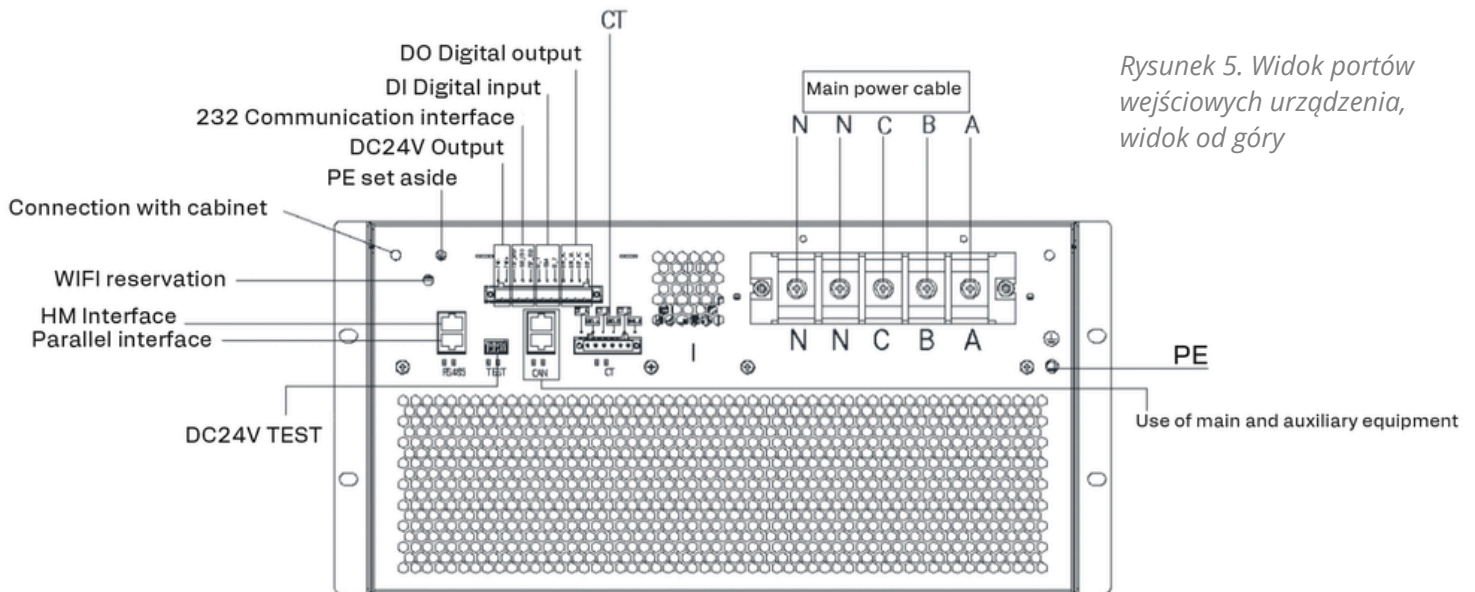 CT
DO Digital output
DI Digital input
232 Communication interface
DC24V Output
PE set aside
Connection with cabinet
WIFI reservation
HM Interface
Parallel interface
DC24V TEST
Main power cable
N N C B A
Rysunek 5. Widok portów
wejściowych urządzenia,
widok od góry
N N C B A
RS485
TEST
CAN
CT
I
PE
Use of main and auxiliary equipment